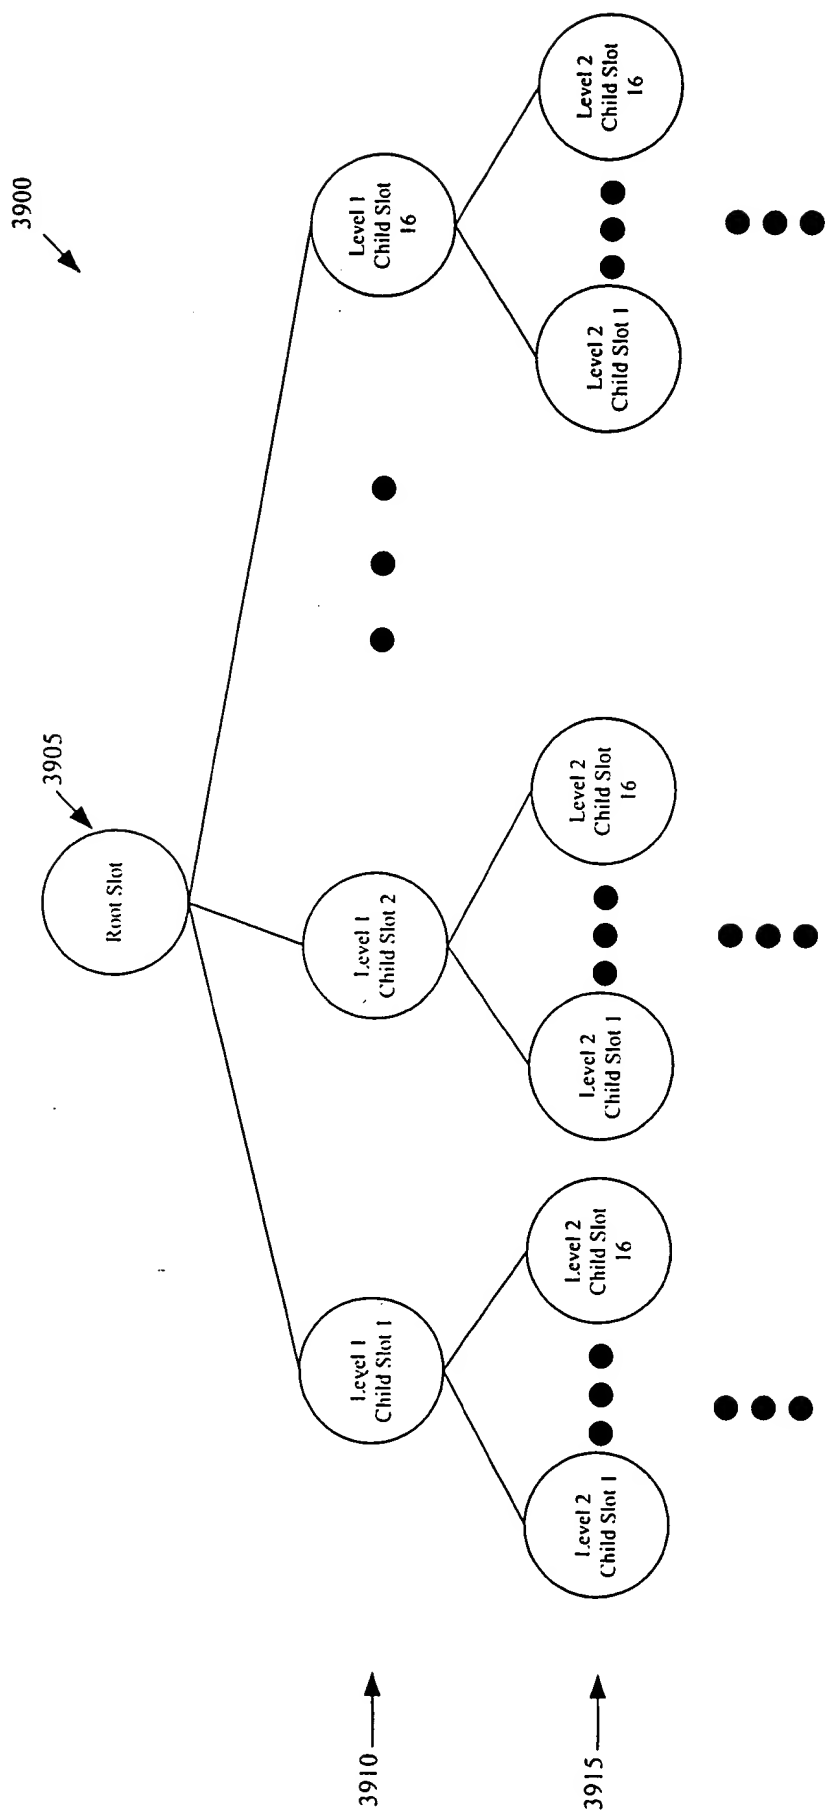 3900
3905
Root Slot
3910
Level 1
Child Slot 1
Level 1
Child Slot 2
Level 1
Child Slot
16
3915
Level 2
Child Slot 1
Level 2
Child Slot
16
Level 2
Child Slot 1
Level 2
Child Slot
16
Level 2
Child Slot 1
Level 2
Child Slot
16